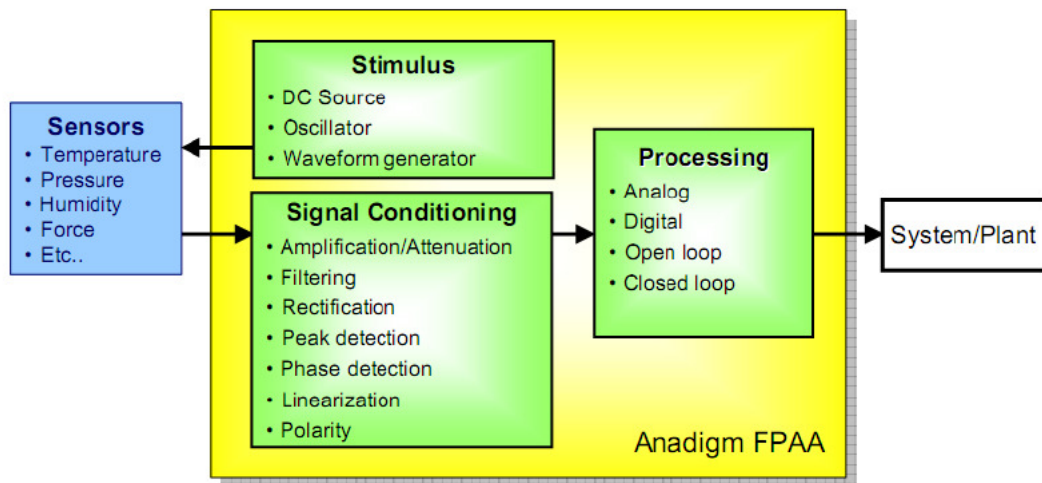 Sensors
• Temperature
• Pressure
• Humidity
• Force
• Etc..
Stimulus
• DC Source
• Oscillator
• Waveform generator
Signal Conditioning
• Amplification/Attenuation
• Filtering
• Rectification
• Peak detection
• Phase detection
• Linearization
• Polarity
Processing
• Analog
• Digital
• Open loop
• Closed loop
System/Plant
Anadigm FPAA